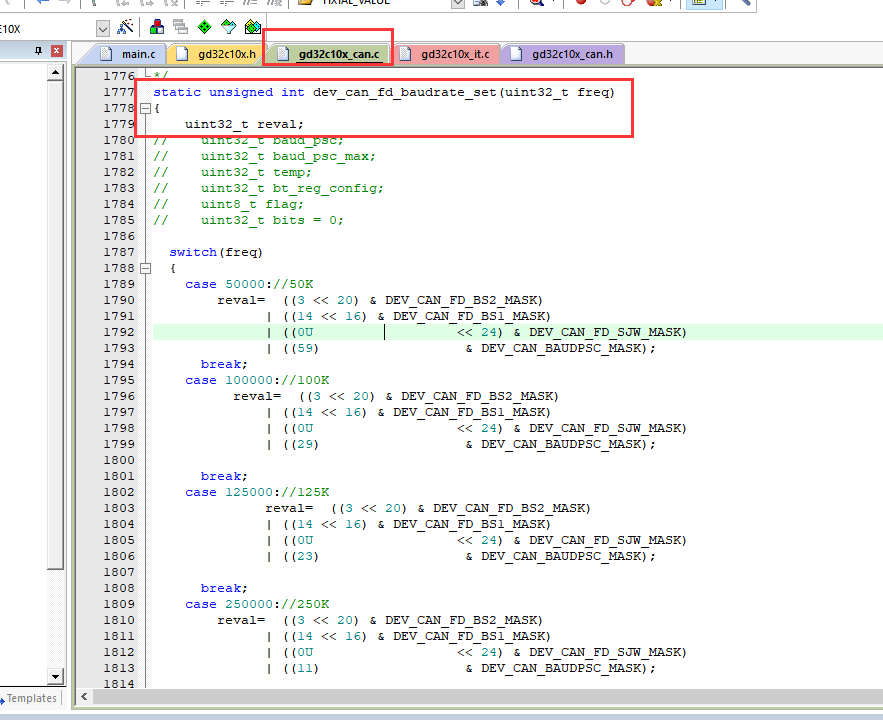 TIXIAL_VALUE
E10X
main.c
gd32c10x.h
gd32c10x_can.c
gd32c10x_it.c
gd32c10x_can.h
1776 */
1777 static unsigned int dev_can_fd_baudrate_set(uint32_t freq)
1778 {
1779 uint32_t reval;
1780 // uint32_t baud_psc;
1781 // uint32_t baud_psc_max;
1782 // uint32_t temp;
1783 // uint32_t bt_reg_config;
1784 // uint8_t flag;
1785 // uint32_t bits = 0;
1786
1787 switch(freq)
1788 {
1789 case 50000://50K
1790 reval= ((3 << 20) & DEV_CAN_FD_BS2_MASK)
1791 | ((14 << 16) & DEV_CAN_FD_BS1_MASK)
1792 | ((0U << 24) & DEV_CAN_FD_SJW_MASK)
1793 | ((59) & DEV_CAN_BAUDPSC_MASK);
1794 break;
1795 case 100000://100K
1796 reval= ((3 << 20) & DEV_CAN_FD_BS2_MASK)
1797 | ((14 << 16) & DEV_CAN_FD_BS1_MASK)
1798 | ((0U << 24) & DEV_CAN_FD_SJW_MASK)
1799 | ((29) & DEV_CAN_BAUDPSC_MASK);
1800
1801 break;
1802 case 125000://125K
1803 reval= ((3 << 20) & DEV_CAN_FD_BS2_MASK)
1804 | ((14 << 16) & DEV_CAN_FD_BS1_MASK)
1805 | ((0U << 24) & DEV_CAN_FD_SJW_MASK)
1806 | ((23) & DEV_CAN_BAUDPSC_MASK);
1807
1808 break;
1809 case 250000://250K
1810 reval= ((3 << 20) & DEV_CAN_FD_BS2_MASK)
1811 | ((14 << 16) & DEV_CAN_FD_BS1_MASK)
1812 | ((0U << 24) & DEV_CAN_FD_SJW_MASK)
1813 | ((11) & DEV_CAN_BAUDPSC_MASK);
1814
Templates